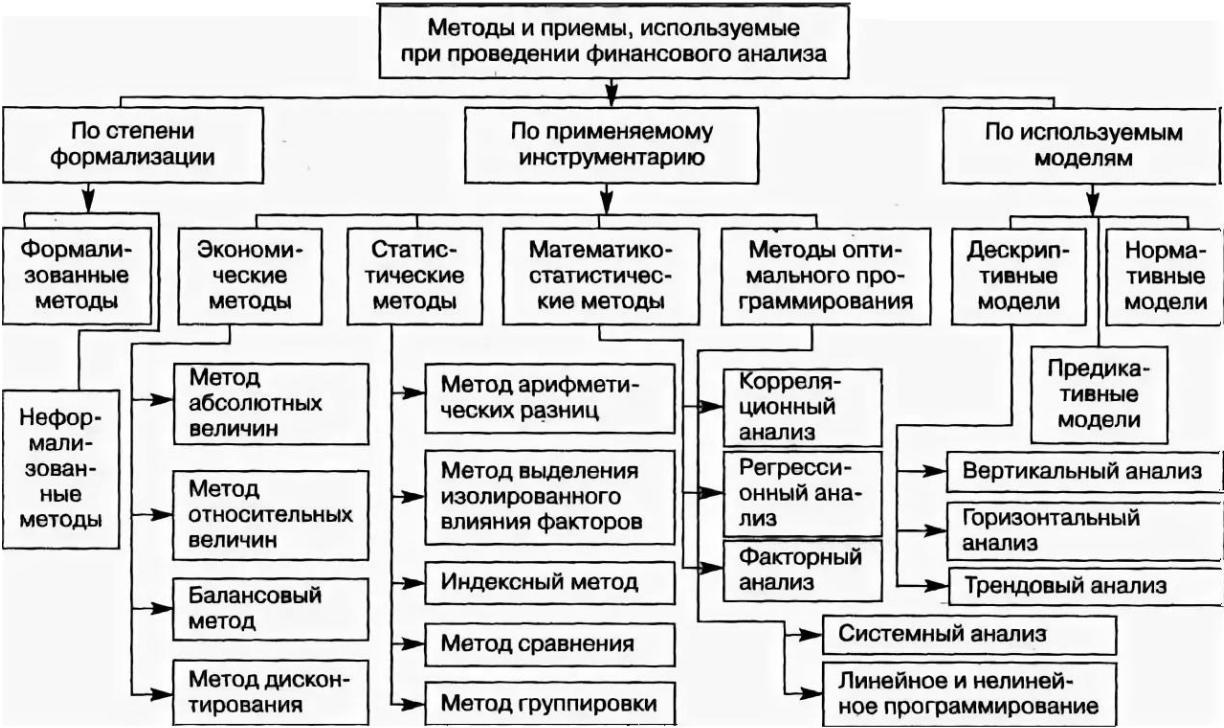 Методы и приемы, используемые
при проведении финансового анализа
По степени
формализации
По применяемому
инструментарию
По используемым
моделям
Формали-
зованные
методы
Эконо-
мические
методы
Статис-
тические
методы
Математико-
статистичес-
кие методы
Методы опти-
мального про-
граммирования
Дескрип-
тивные
модели
Норма-
тивные
модели
Предика-
тивные
модели
Нефор-
мали-
зован-
ные
методы
Метод
абсолютных
величин
Метод
относительных
величин
Балансовый
метод
Метод дискон-
тирования
Метод арифмети-
ческих разниц
Метод выделения
изолированного
влияния факторов
Индексный метод
Метод сравнения
Метод группировки
Корреля-
ционный
анализ
Регресси-
онный ана-
лиз
Факторный
анализ
Вертикальный анализ
Горизонтальный
анализ
Трендовый анализ
Системный анализ
Линейное и нелиней-
ное программирование